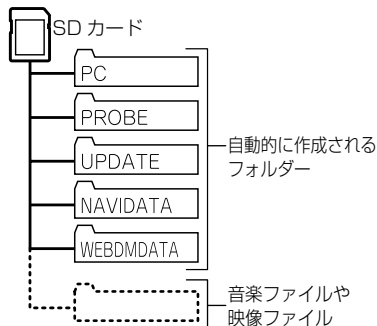 SD カード
PC
PROBE
UPDATE
NAVIDATA
WEBDMDATA
自動的に作成される
フォルダー
音楽ファイルや
映像ファイル